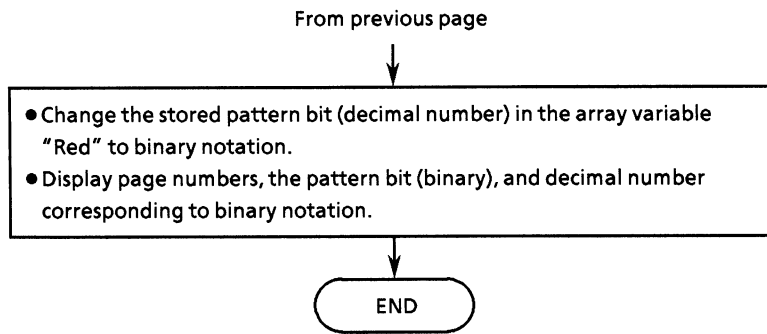 From previous page
● Change the stored pattern bit (decimal number) in the array variable
“Red” to binary notation.
● Display page numbers, the pattern bit (binary), and decimal number
corresponding to binary notation.
END